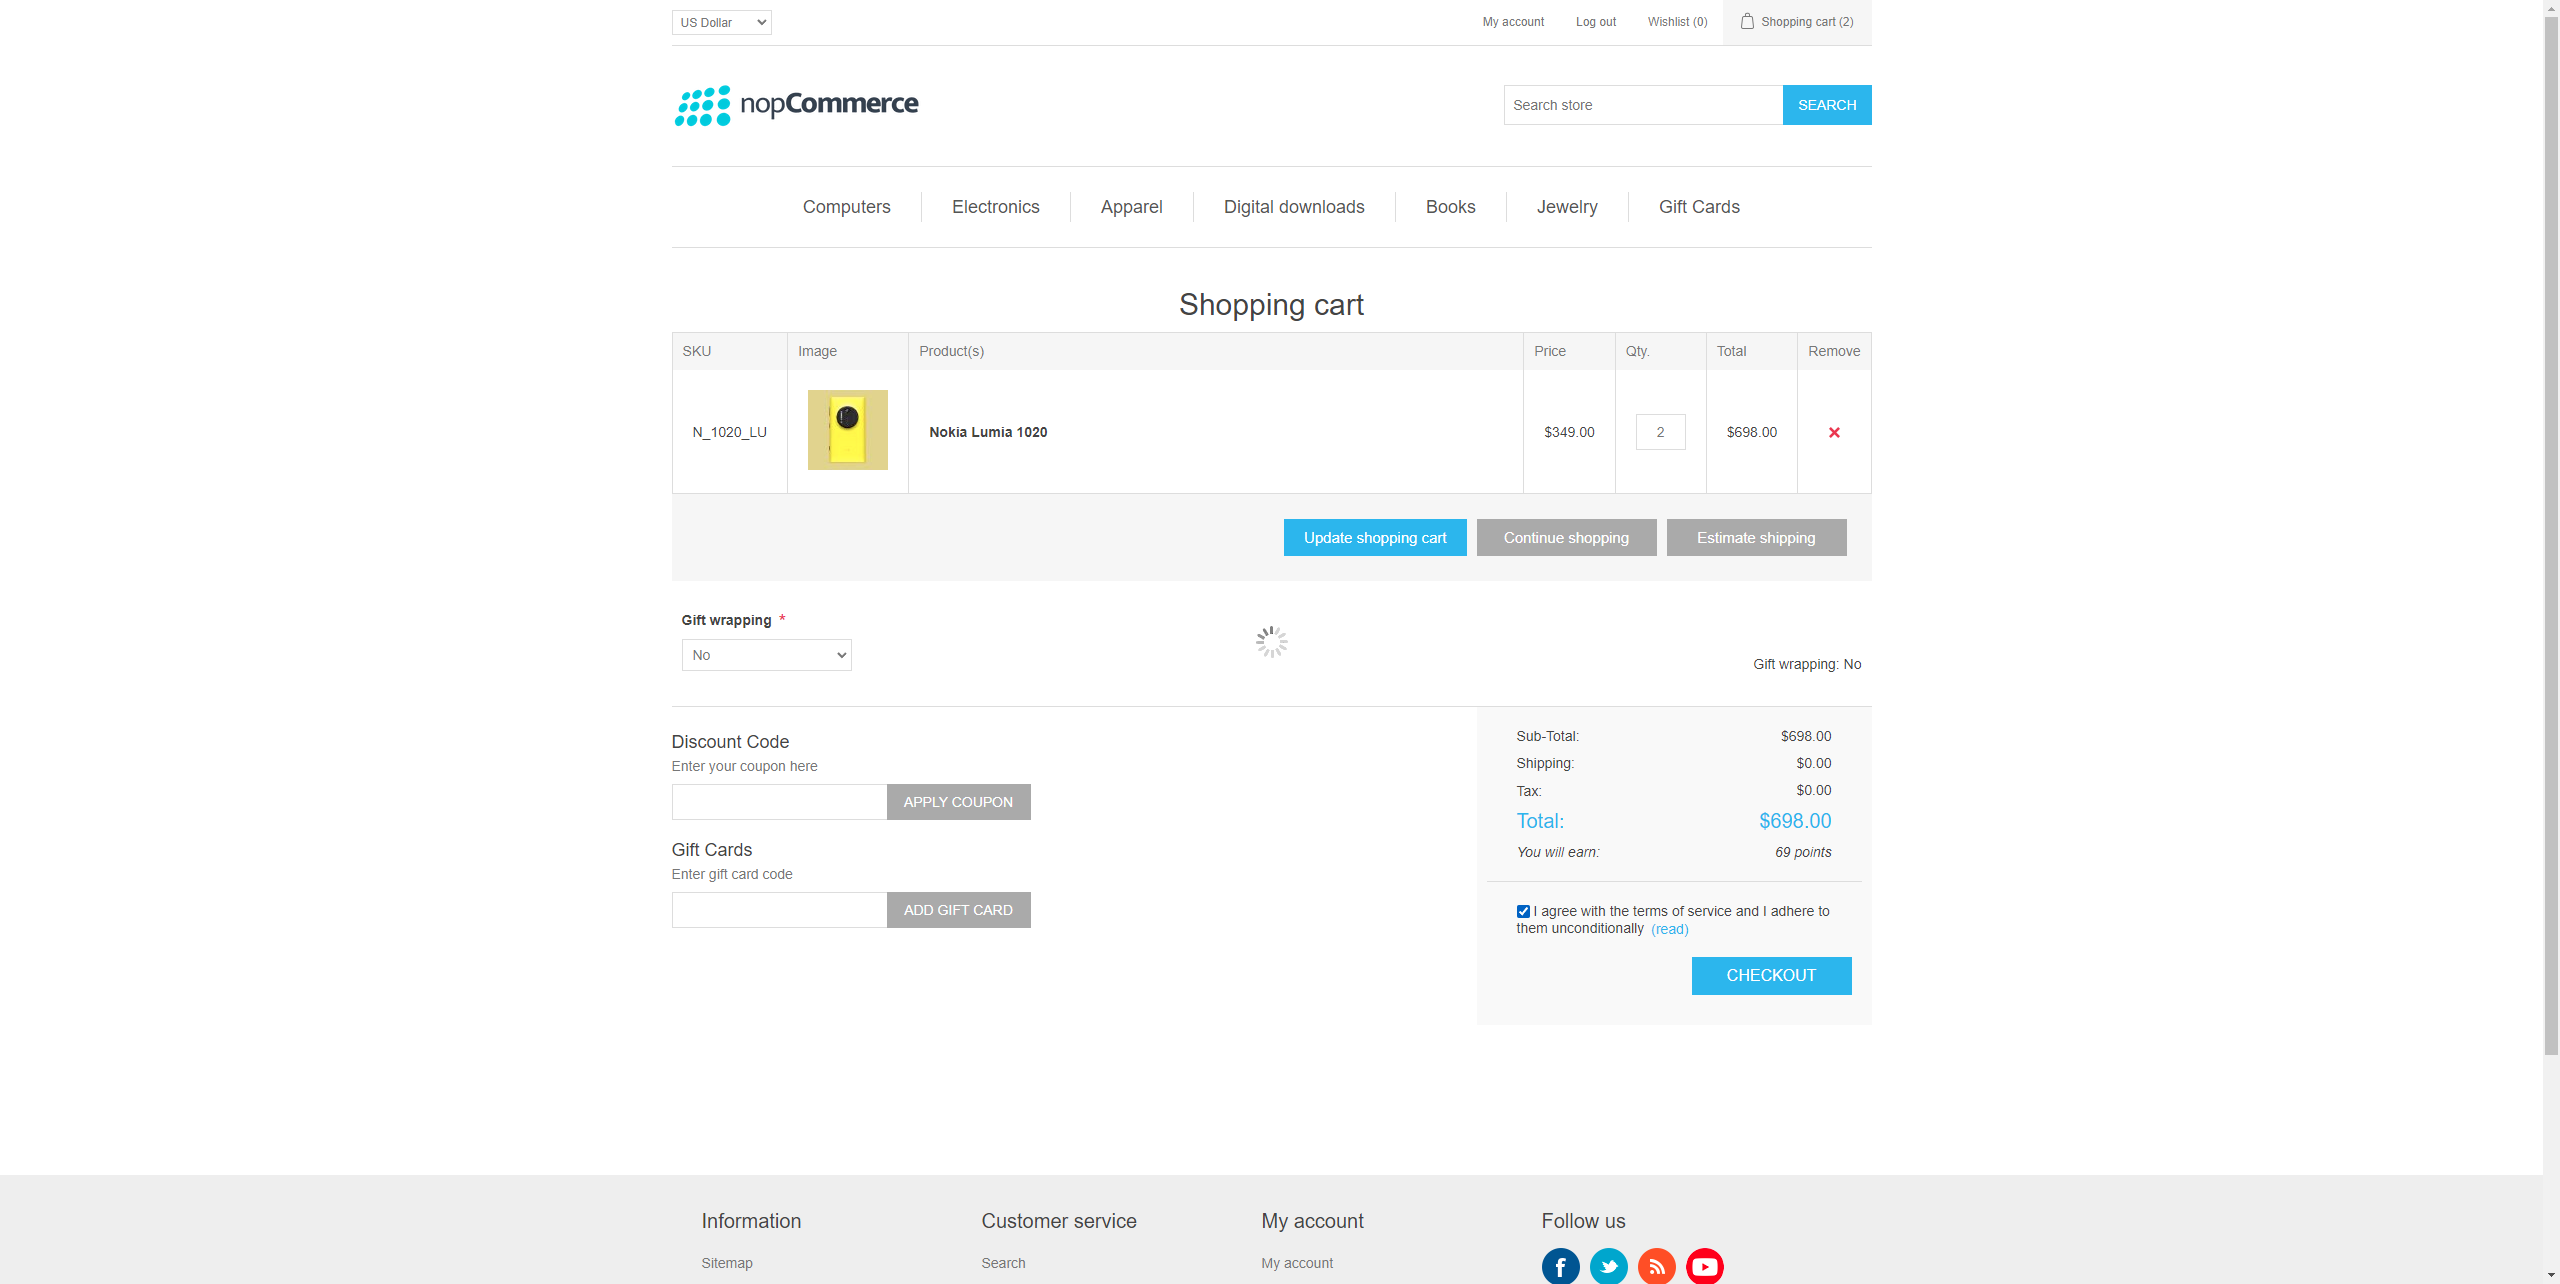 US Dollar
My account
Log out
Wishlist (0)
Shopping cart (2)
nopCommerce
Search store
SEARCH
Computers
Electronics
Apparel
Digital downloads
Books
Jewelry
Gift Cards
Shopping cart
SKU
Image
Product(s)
Price
Qty.
Total
Remove
N_1020_LU
Nokia Lumia 1020
$349.00
2
$698.00
Update shopping cart
Continue shopping
Estimate shipping
Gift wrapping *
No
Gift wrapping: No
Discount Code
Enter your coupon here
APPLY COUPON
Gift Cards
Enter gift card code
ADD GIFT CARD
Sub-Total: $698.00
Shipping: $0.00
Tax: $0.00
Total: $698.00
You will earn: 69 points
I agree with the terms of service and I adhere to
them unconditionally (read)
CHECKOUT
Information
Sitemap
Customer service
Search
My account
My account
Follow us